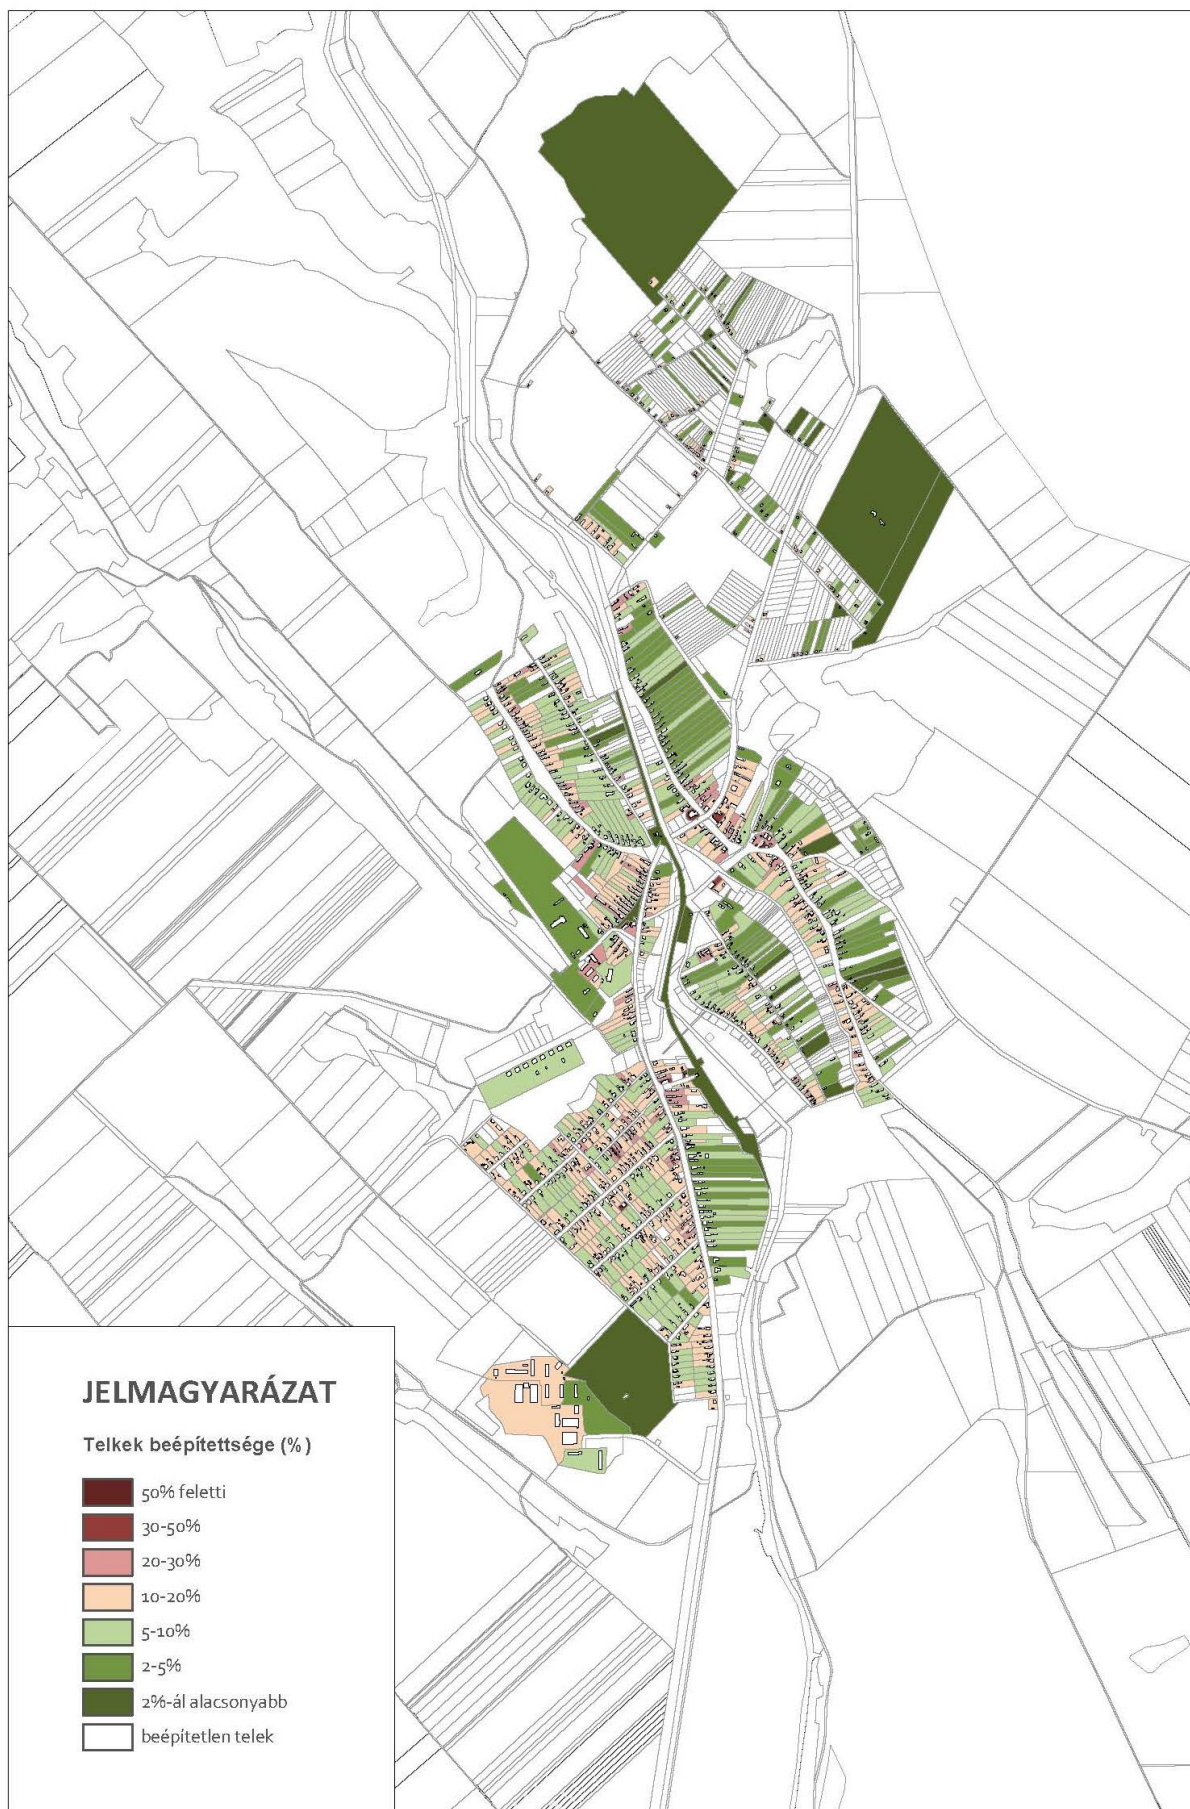 JELMAGYARÁZAT
Telkek beépítettsége (%)
50% feletti
30-50%
20-30%
10-20%
5-10%
2-5%
2%-ál alacsonyabb
beépítetlen telek